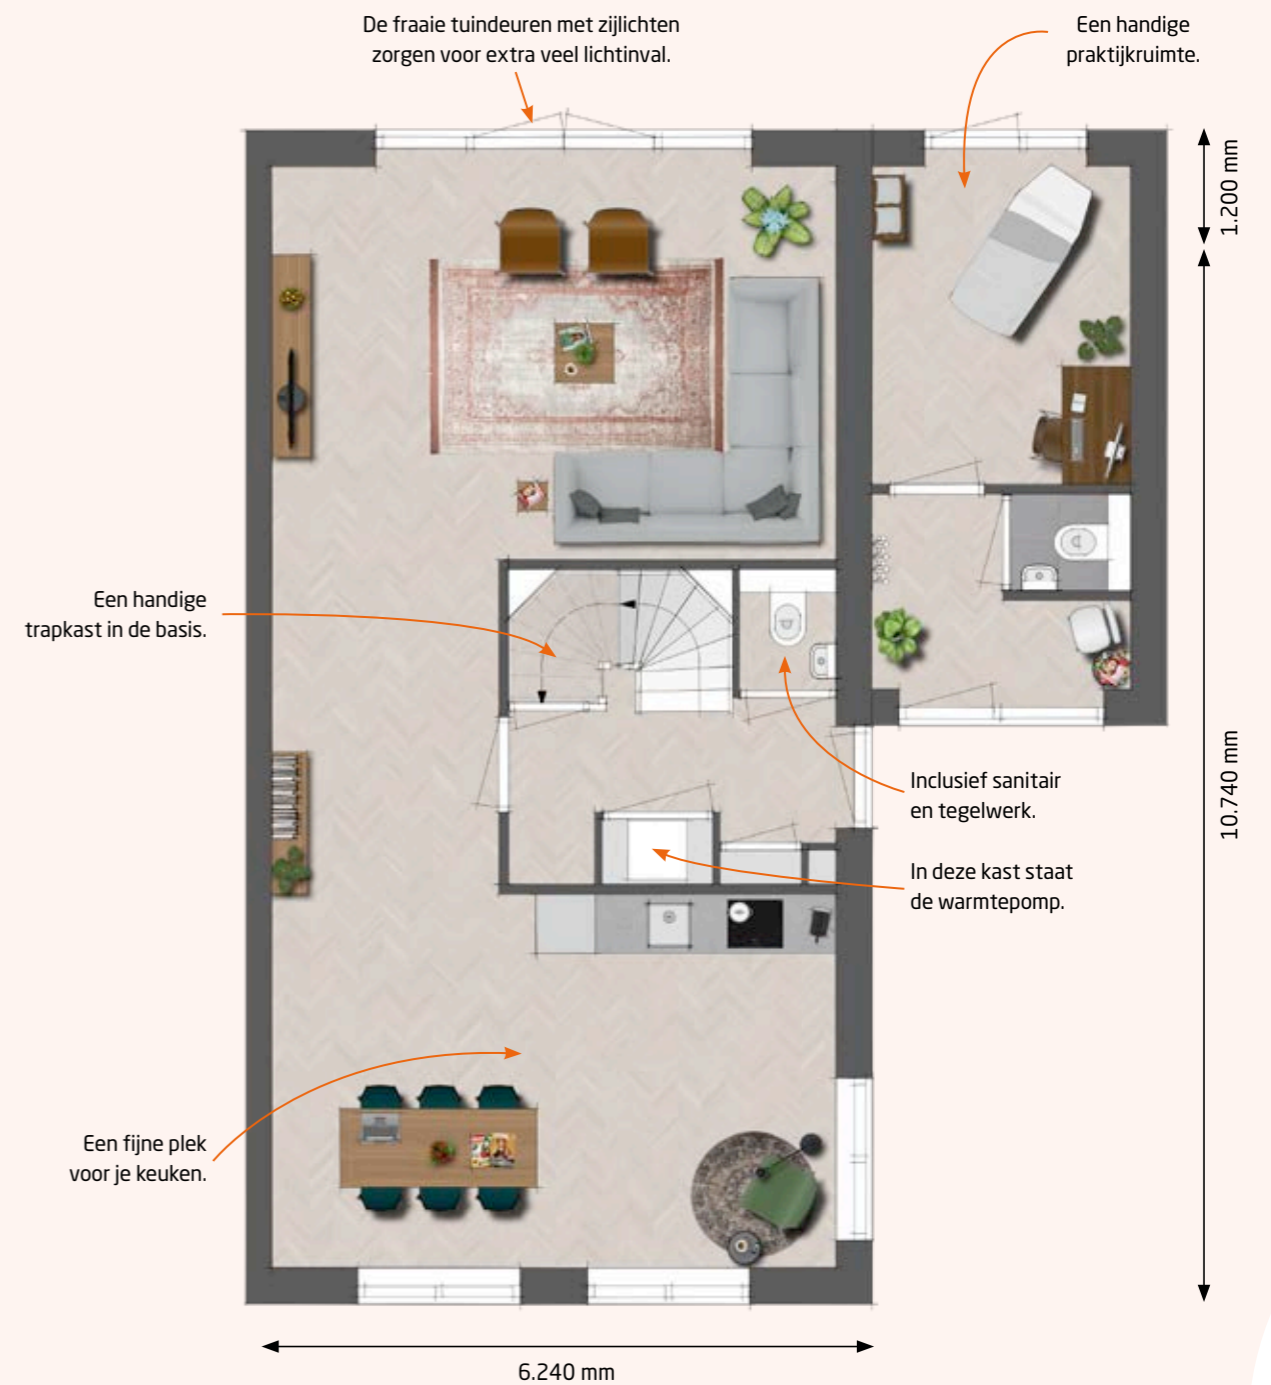 De fraaie tuindeuren met zijlichten
zorgen voor extra veel lichtinval.
Een handige
praktijkruimte.
1.200 mm
Een handige
trapkast in de basis.
10.740 mm
Inclusief sanitair
en tegelwerk.
In deze kast staat
de warmtepomp.
Een fijne plek
voor je keuken.
6.240 mm